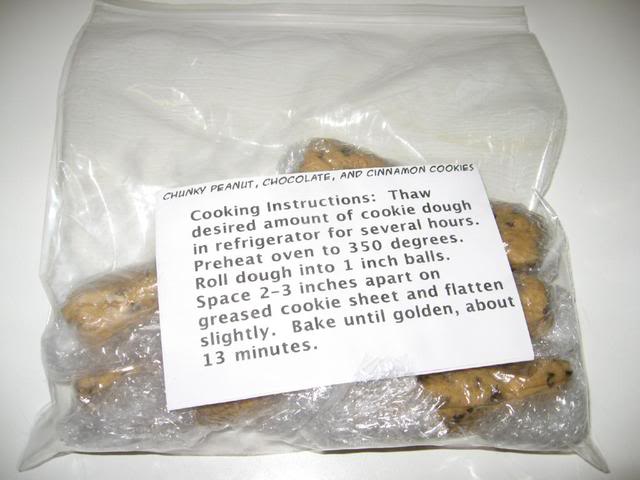 CHUNKY PEANUT, CHOCOLATE, AND CINNAMON COOKIES
Cooking Instructions: Thaw
desired amount of cookie dough
in refrigerator for several hours.
Preheat oven to 350 degrees.
Roll dough into 1 inch balls.
Space 2-3 inches apart on
greased cookie sheet and flatten
slightly. Bake until golden, about
13 minutes.